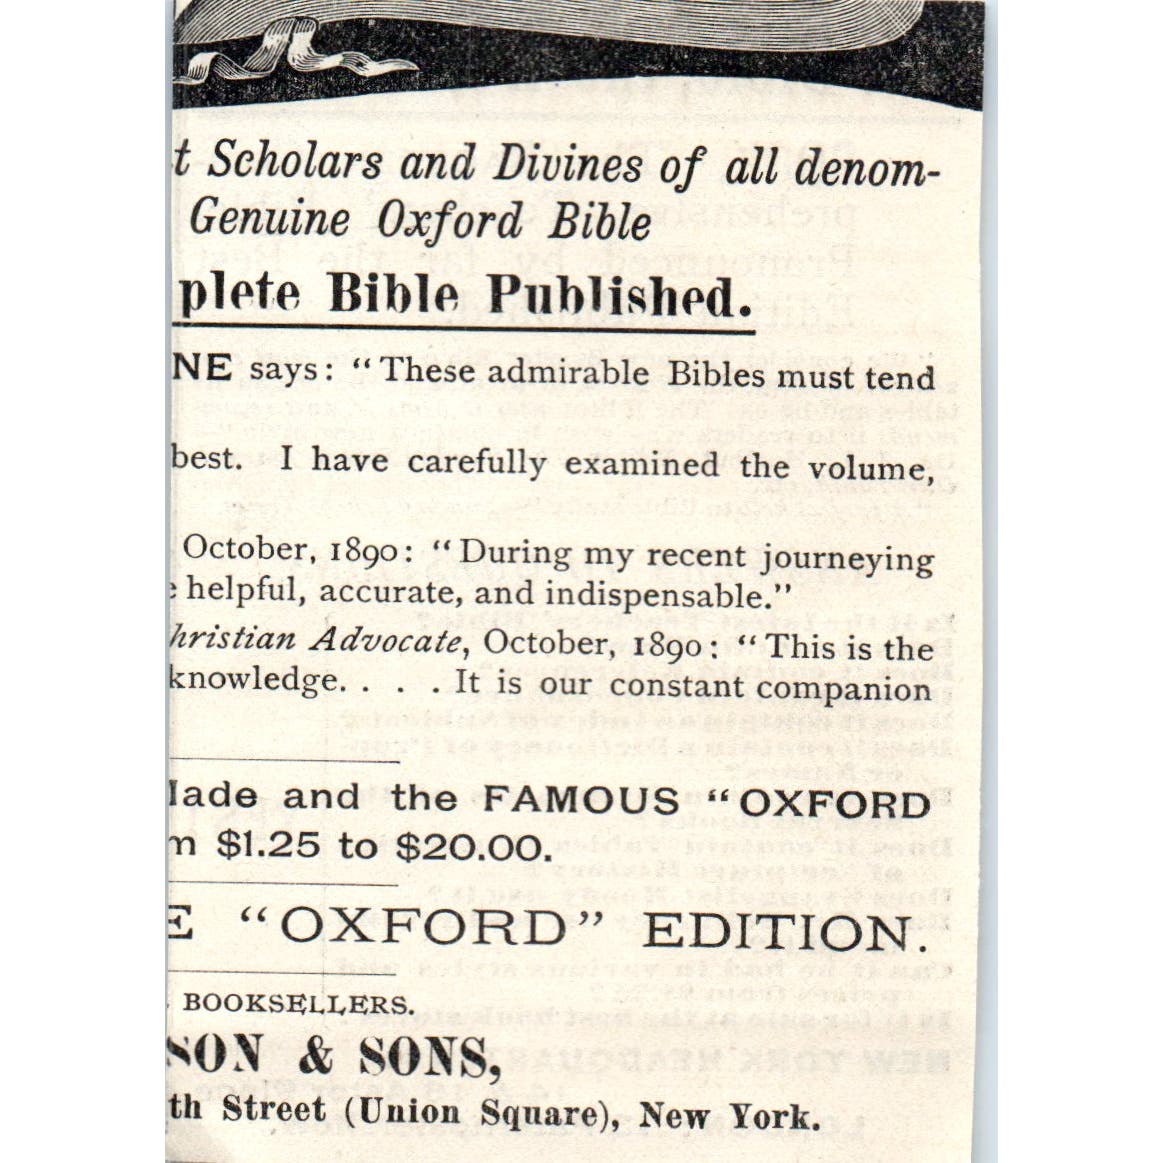 t Scholars and Divines of all denom-
Genuine Oxford Bible
plete Bible Published.
NE says: “These admirable Bibles must tend
best. I have carefully examined the volume,
October, 1890: “During my recent journeying
e helpful, accurate, and indispensable.”
hristian Advocate, October, 1890: “This is the
knowledge. . . . It is our constant companion
Made and the FAMOUS “OXFORD
m $1.25 to $20.00.
E “OXFORD” EDITION.
BOOKSELLERS.
SON & SONS,
th Street (Union Square), New York.